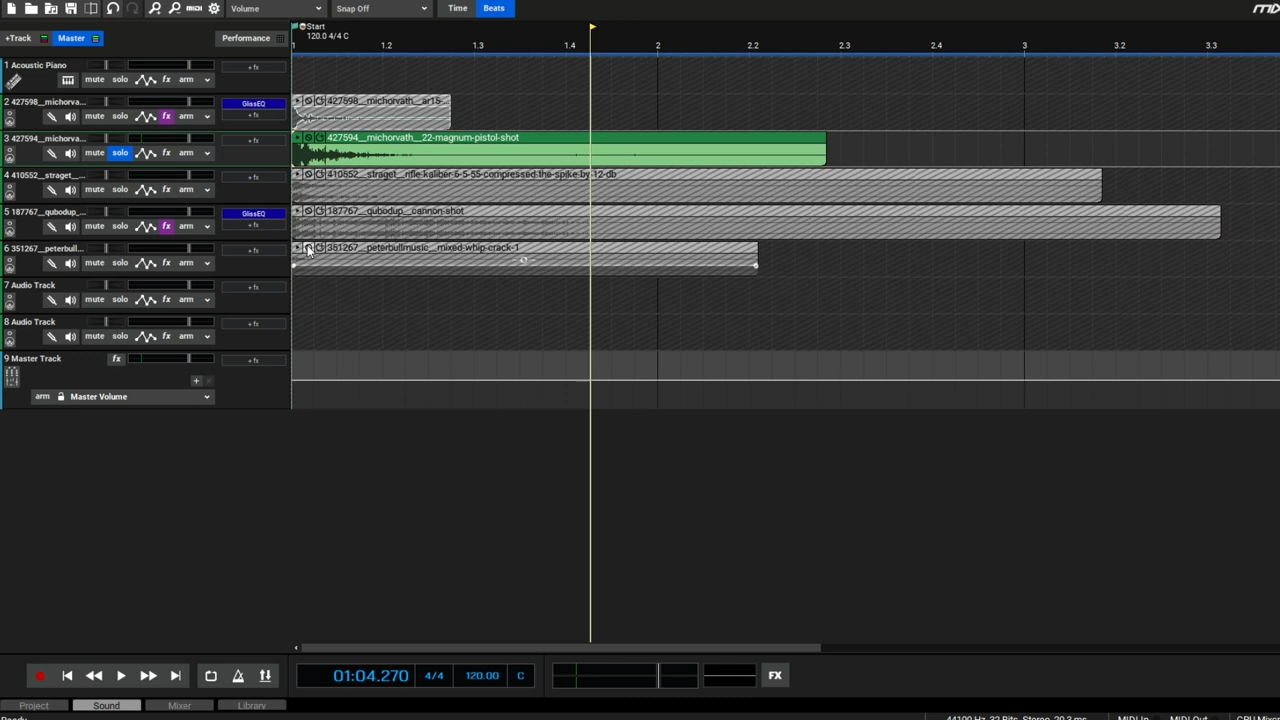 MIDI Volume Snap Off Time Beats
+Track Master Performance
Start
120.0 4/4 C
1 1.2 1.3 1.4 2 2.2 2.3 2.4 3 3.2 3.3
1 Acoustic Piano
mute solo fx arm + fx
2 427598__michorva... GlissEQ 427598__michorvath__ar15-...
mute solo fx arm + fx
3 427594__michorva... + fx 427594__michorvath__22-magnum-pistol-shot
mute solo fx arm
4 410552__straget__... + fx 410552__straget__rifle-kaliber-6-5-55-compressed-the-spike-by-12-db
mute solo fx arm
5 187767__qubodup_... GlissEQ 187767__qubodup__cannon-shot
mute solo fx arm + fx
6 351267__peterbull... + fx 351267__peterbullmusic__mixed-whip-crack-1
mute solo fx arm
7 Audio Track + fx
mute solo fx arm
8 Audio Track + fx
mute solo fx arm
9 Master Track fx + fx
arm Master Volume
01:04.270 4/4 120.00 C FX
Project Sound Mixer Library
Ready 44100 Hz, 32 Bits, Stereo, 20.3 ms. MIDI In MIDI Out